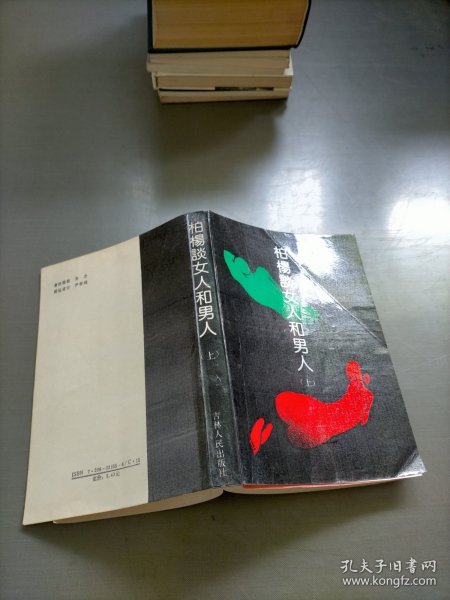 柏楊談女人和男人
（上）
柏楊談女人和男人
（上）
吉林人民出版社
孔夫子旧书网
www.kongfz.com